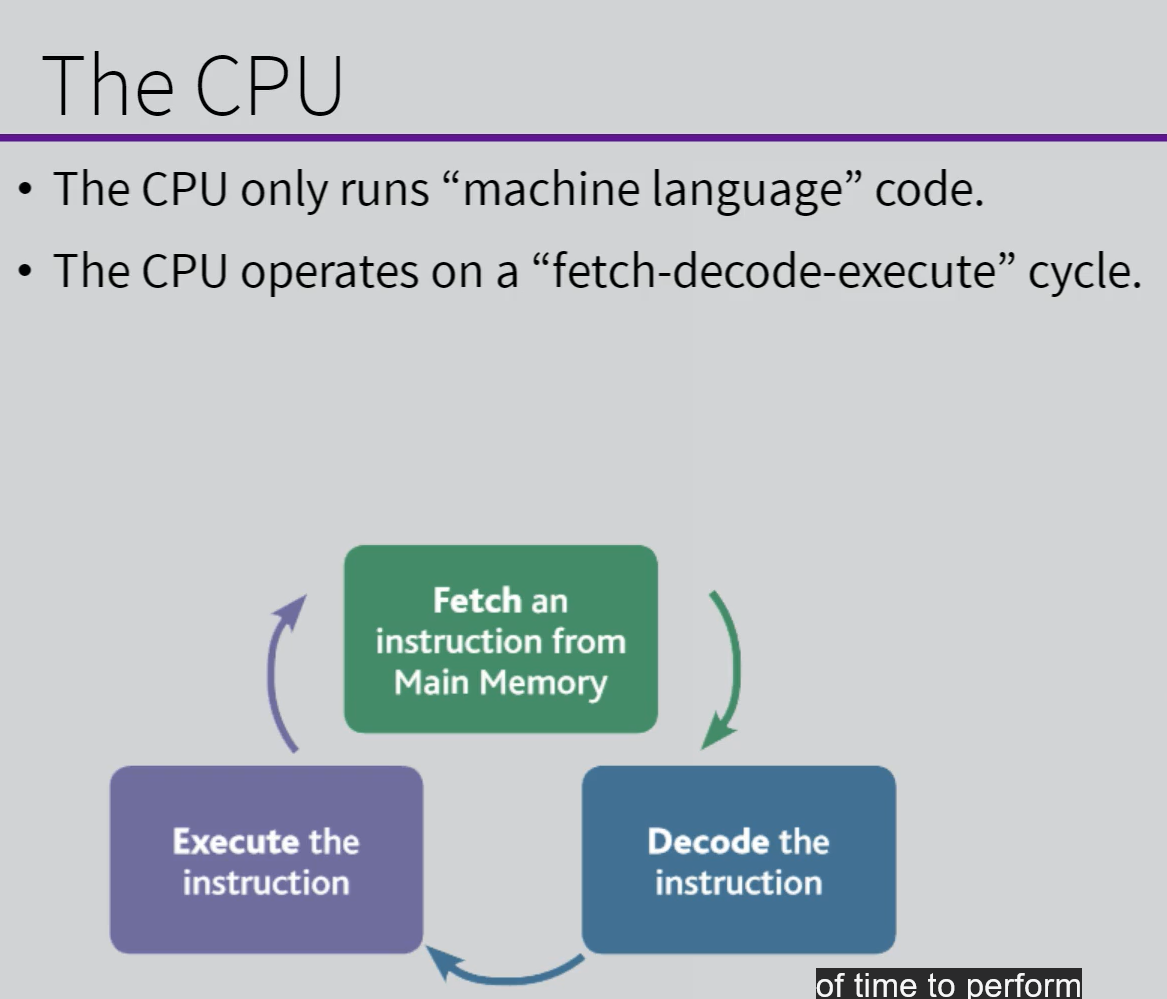 The CPU
• The CPU only runs “machine language” code.
• The CPU operates on a “fetch-decode-execute” cycle.
Fetch an
instruction from
Main Memory
Execute the
instruction
Decode the
instruction
of time to perform